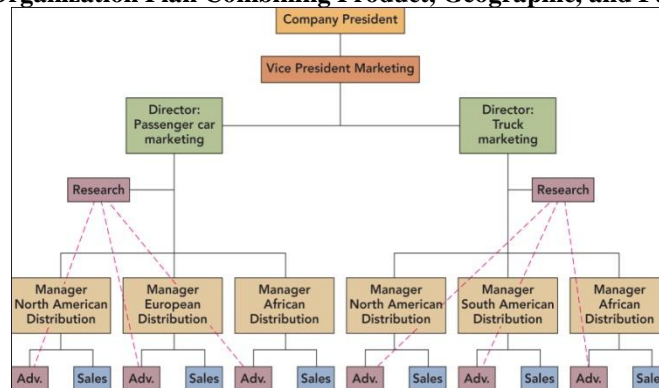 Organization Plan Combining Product, Geographic, and
Company President
Vice President Marketing
Director:
Passenger car
marketing
Director:
Truck
marketing
Research
Research
Manager
North American
Distribution
Manager
European
Distribution
Manager
African
Distribution
Manager
North American
Distribution
Manager
South American
Distribution
Manager
African
Distribution
Adv.
Sales
Adv.
Sales
Adv.
Sales
Adv.
Sales
Adv.
Sales
Adv.
Sales